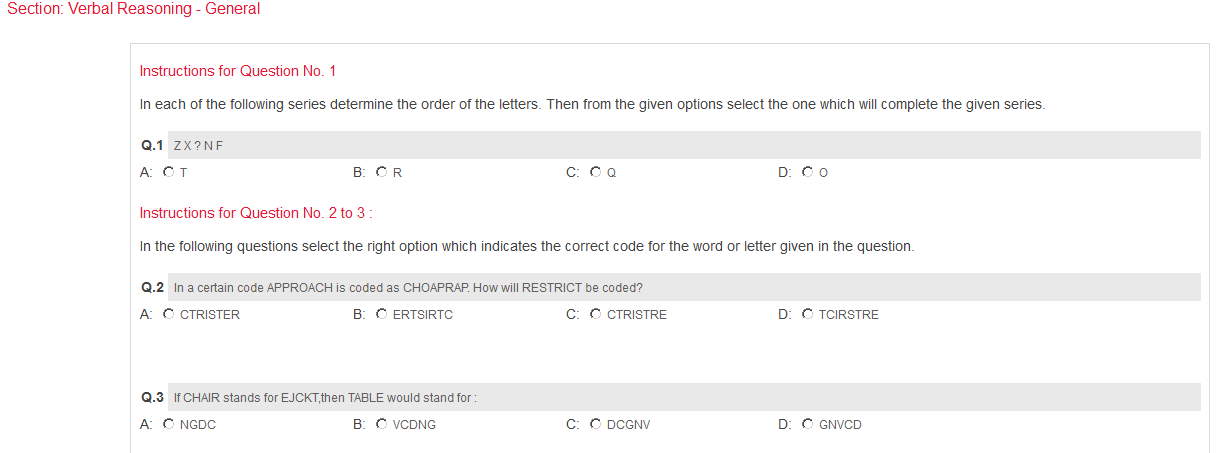 Section: Verbal Reasoning - General
Instructions for Question No. 1
In each of the following series determine the order of the letters. Then from the given options select the one which will complete the given series.
Q.1 Z X ? N F
A: T B: R C: Q D: O
Instructions for Question No. 2 to 3 :
In the following questions select the right option which indicates the correct code for the word or letter given in the question.
Q.2 In a certain code APPROACH is coded as CHOAPRAP. How will RESTRICT be coded?
A: CTRISTER B: ERTSIRTC C: CTRISTRE D: TCIRSTRE
Q.3 If CHAIR stands for EJCKT,then TABLE would stand for :
A: NGDC B: VCDNG C: DCGNV D: GNVCD